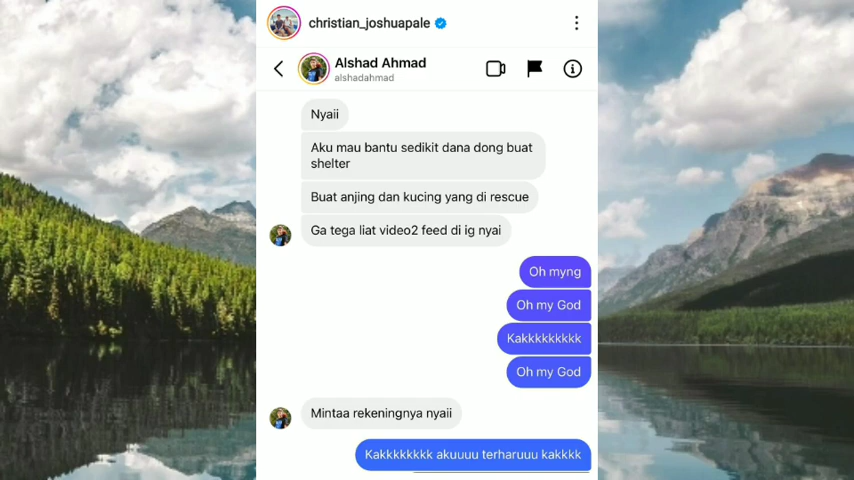 christian_joshuapale
Alshad Ahmad
alshadahmad
Nyaii
Aku mau bantu sedikit dana dong buat
shelter
Buat anjing dan kucing yang di rescue
Ga tega liat video2 feed di ig nyai
Oh myng
Oh my God
Kakkkkkkkkk
Oh my God
Mintaa rekeningnya nyaii
Kakkkkkkkk akuuuu terharuuu kakkkk